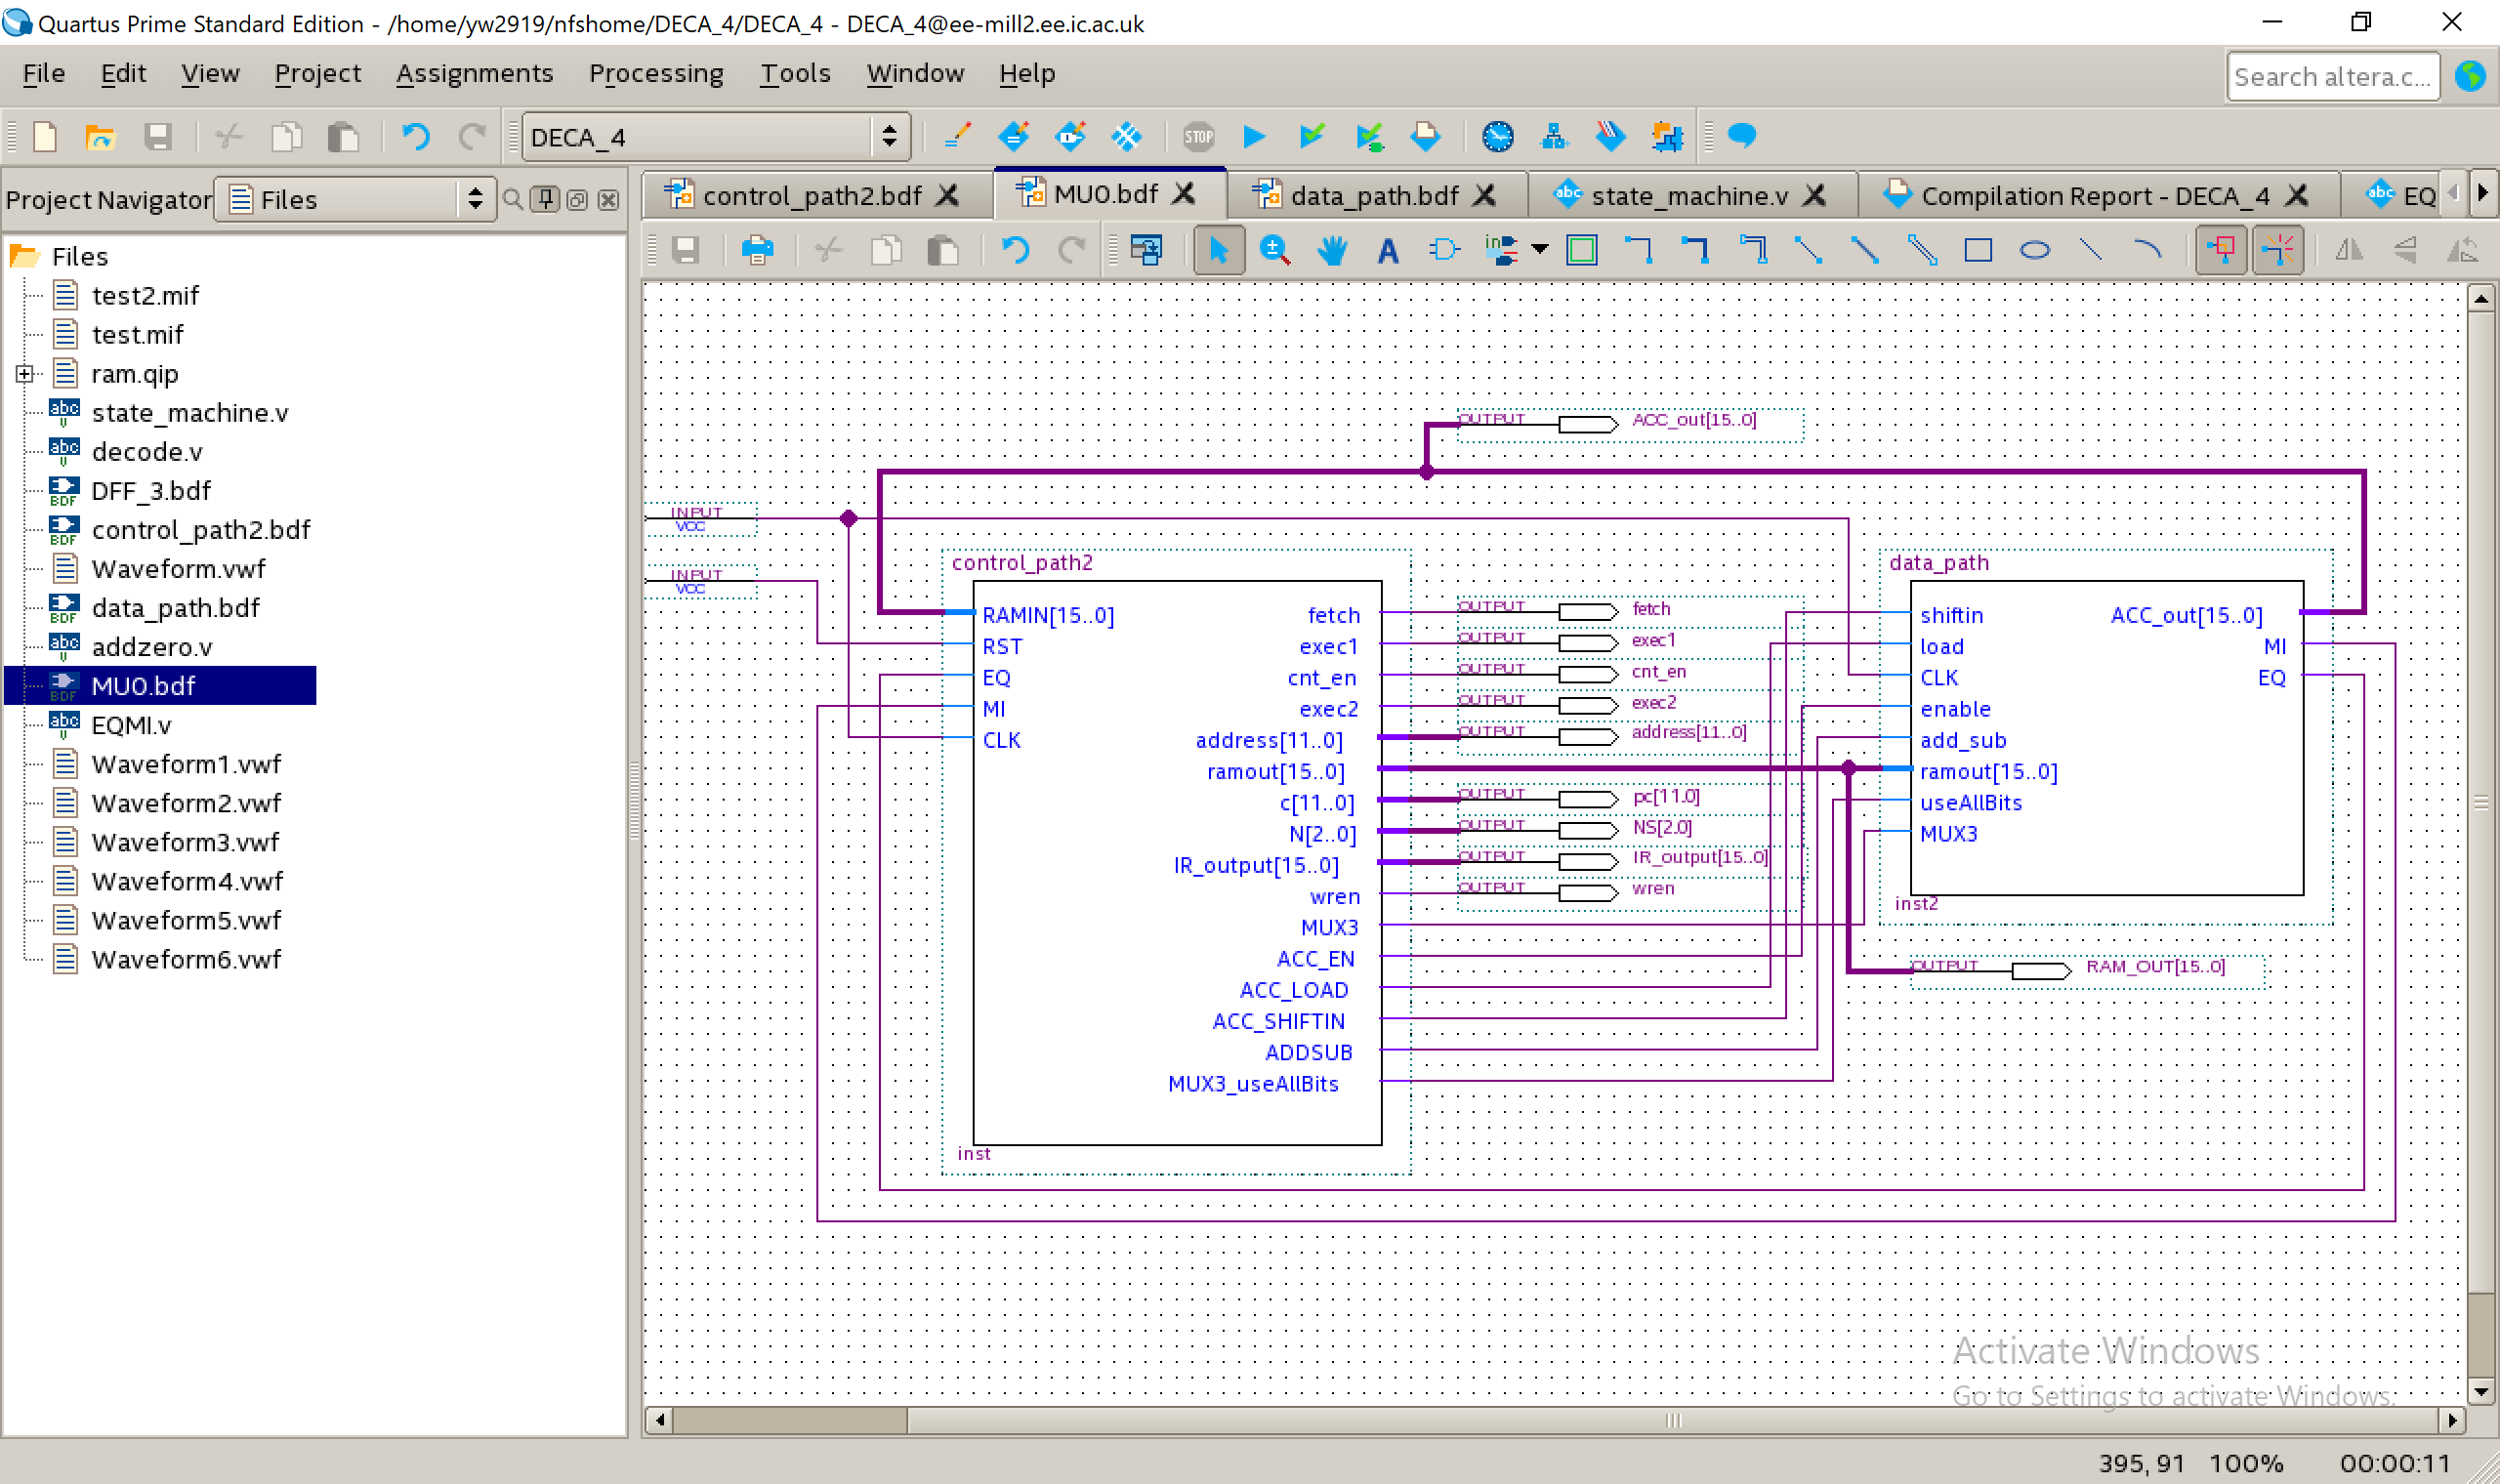 Quartus Prime Standard Edition - /home/yw2919/nfshome/DECA_4/DECA_4 - DECA_4@ee-mill2.ee.ic.ac.uk
File Edit View Project Assignments Processing Tools Window Help
Search altera.c...
DECA_4
STOP
Project Navigator Files
control_path2.bdf MU0.bdf data_path.bdf state_machine.v Compilation Report - DECA_4 EQ
Files
test2.mif
test.mif
ram.qip
state_machine.v
decode.v
DFF_3.bdf
control_path2.bdf
Waveform.vwf
data_path.bdf
addzero.v
MU0.bdf
EQMI.v
Waveform1.vwf
Waveform2.vwf
Waveform3.vwf
Waveform4.vwf
Waveform5.vwf
Waveform6.vwf
OUTPUT ACC_out[15..0]
INPUT
VCC
INPUT
VCC
control_path2
RAMIN[15..0]
RST
EQ
MI
CLK
fetch
exec1
cnt_en
exec2
address[11..0]
ramout[15..0]
c[11..0]
N[2..0]
IR_output[15..0]
wren
MUX3
ACC_EN
ACC_LOAD
ACC_SHIFTIN
ADDSUB
MUX3_useAllBits
inst
OUTPUT fetch
OUTPUT exec1
OUTPUT cnt_en
OUTPUT exec2
OUTPUT address[11..0]
OUTPUT pc[11.0]
OUTPUT NS[2.0]
OUTPUT IR_output[15..0]
OUTPUT wren
data_path
shiftin
load
CLK
enable
add_sub
ramout[15..0]
useAllBits
MUX3
ACC_out[15..0]
MI
EQ
inst2
OUTPUT RAM_OUT[15..0]
Activate Windows
Go to Settings to activate Windows.
395, 91 100% 00:00:11